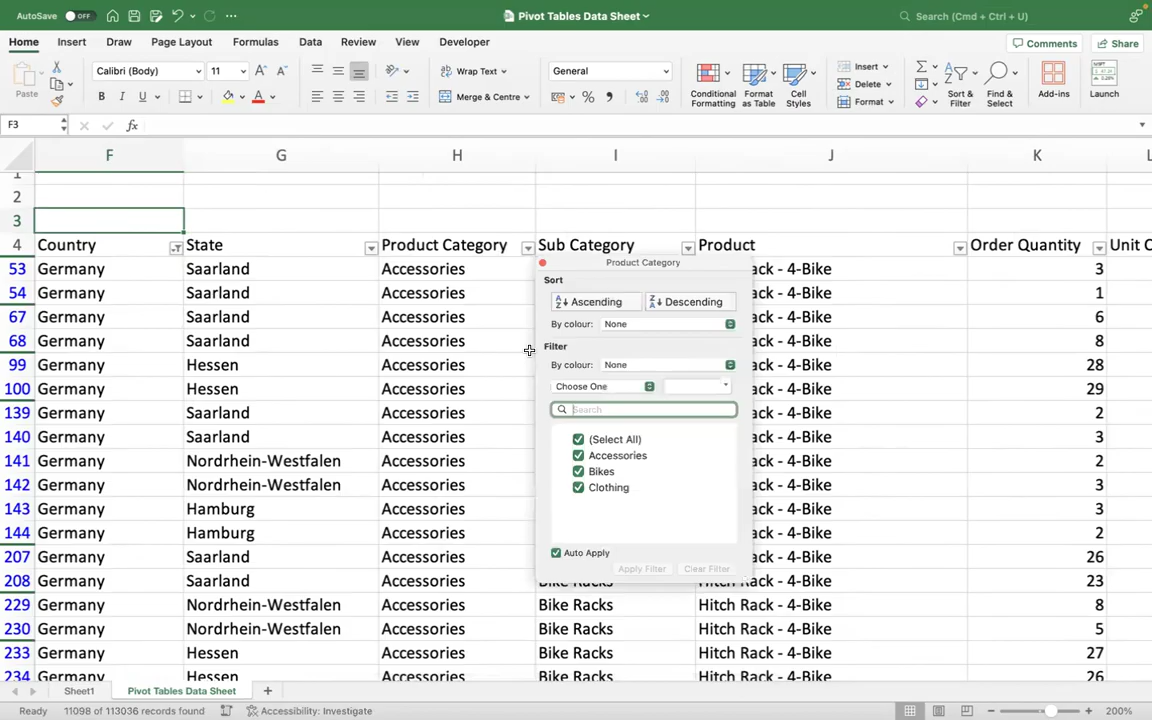 AutoSave OFF Pivot Tables Data Sheet Search (Cmd + Ctrl + U)
Home Insert Draw Page Layout Formulas Data Review View Developer Comments Share
Paste Calibri (Body) 11 A A Wrap Text General Conditional Formatting Format as Table Cell Styles Insert Sort & Filter Find & Select Add-ins Launch
B I U A Merge & Centre % Delete
Format
F3 fx
F G H I J K L
1
2
3
4 Country State Product Category Sub Category Product Order Quantity Unit C
53 Germany Saarland Accessories ack - 4-Bike 3
54 Germany Saarland Accessories ack - 4-Bike 1
67 Germany Saarland Accessories ack - 4-Bike 6
68 Germany Saarland Accessories ack - 4-Bike 8
99 Germany Hessen Accessories ack - 4-Bike 28
100 Germany Hessen Accessories ack - 4-Bike 29
139 Germany Saarland Accessories ack - 4-Bike 2
140 Germany Saarland Accessories ack - 4-Bike 3
141 Germany Nordrhein-Westfalen Accessories ack - 4-Bike 2
142 Germany Nordrhein-Westfalen Accessories ack - 4-Bike 3
143 Germany Hamburg Accessories ack - 4-Bike 3
144 Germany Hamburg Accessories ack - 4-Bike 2
207 Germany Saarland Accessories ack - 4-Bike 26
208 Germany Saarland Accessories Bike Racks Hitch Rack - 4-Bike 23
229 Germany Nordrhein-Westfalen Accessories Bike Racks Hitch Rack - 4-Bike 8
230 Germany Nordrhein-Westfalen Accessories Bike Racks Hitch Rack - 4-Bike 5
233 Germany Hessen Accessories Bike Racks Hitch Rack - 4-Bike 27
234 Germany Hessen Accessories Bike Racks Hitch Rack - 4-Bike 26
Product Category
Sort
Ascending Descending
By colour: None
Filter
By colour: None
Choose One
Search
(Select All)
Accessories
Bikes
Clothing
Auto Apply
Apply Filter Clear Filter
Sheet1 Pivot Tables Data Sheet +
Ready 11098 of 113036 records found Accessibility: Investigate 200%